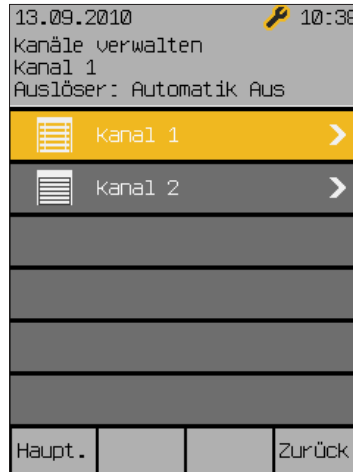 13.09.2010 10:38
Kanäle verwalten
Kanal 1
Auslöser: Automatik Aus
Kanal 1
Kanal 2
Haupt. Zurück